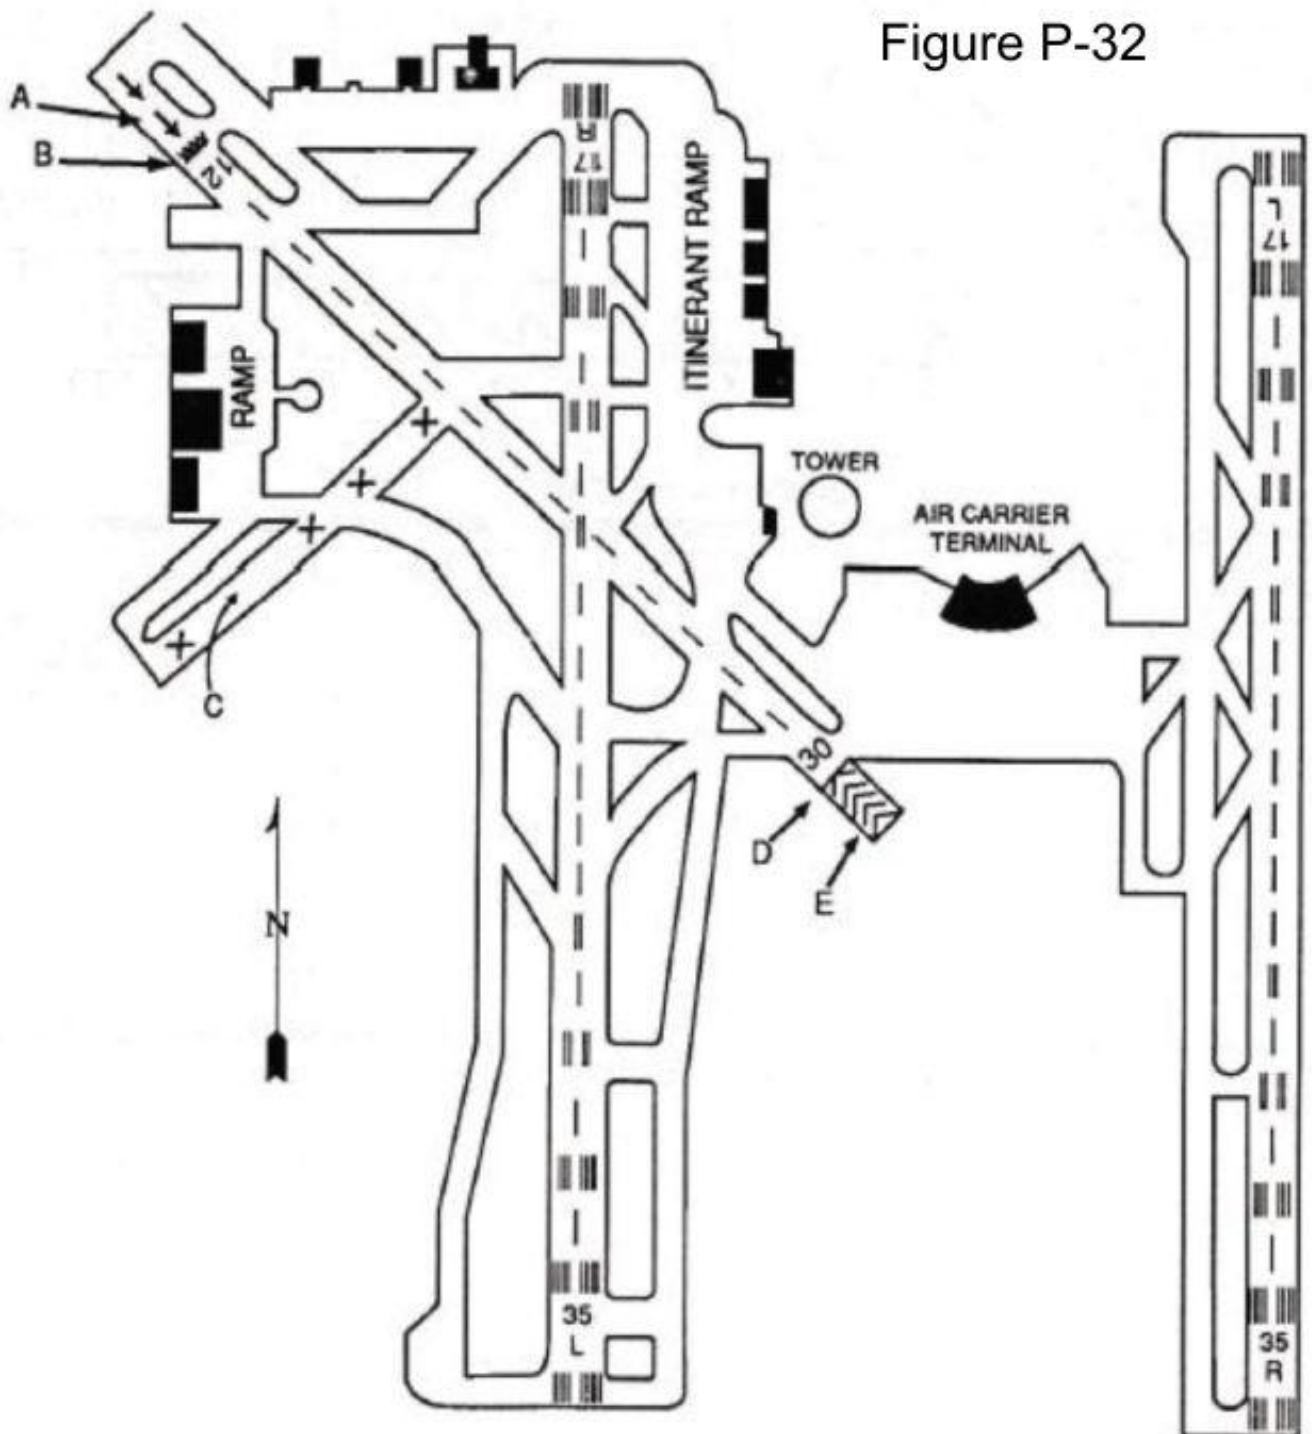 Figure P-32
A
B
12
R
17
ITINERANT RAMP
L
17
RAMP
TOWER
AIR CARRIER
TERMINAL
C
30
D
E
N
35
L
35
R